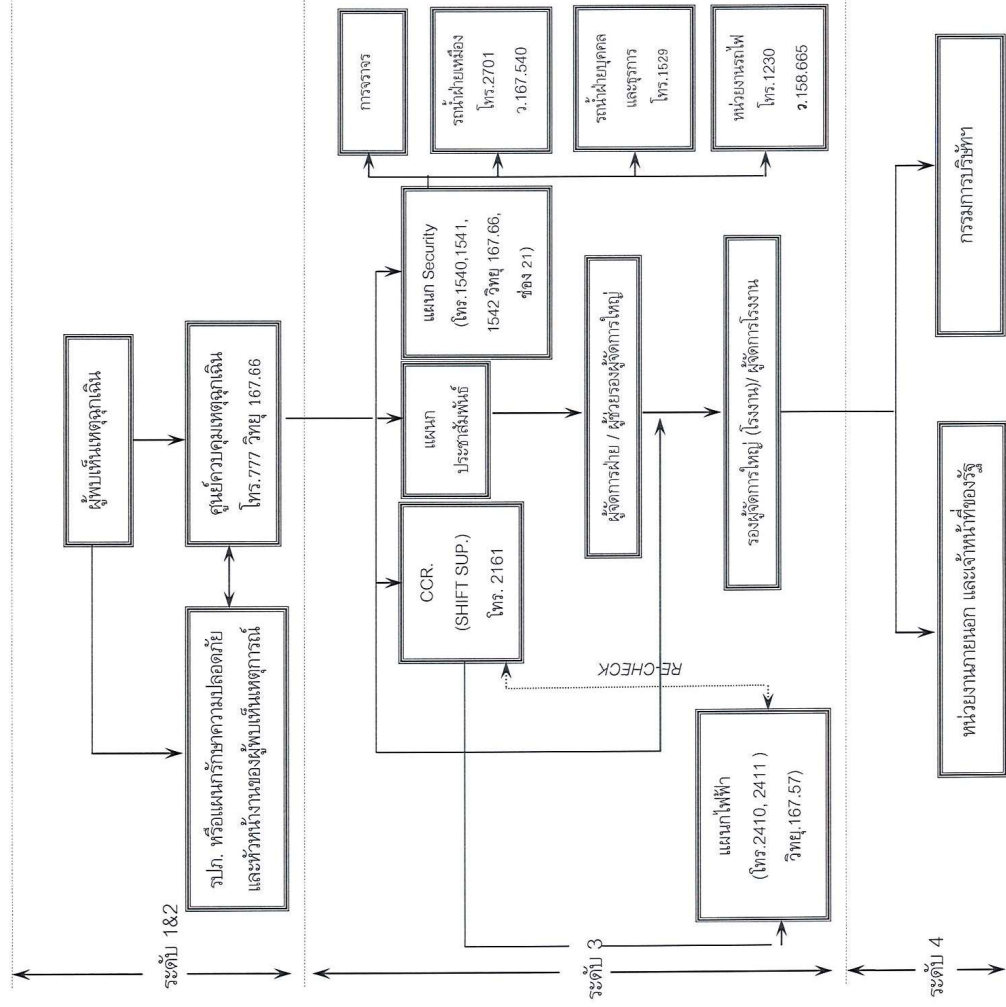 ระดับ 1&2
ผู้พบเห็นเหตุฉุกเฉิน
รปภ. หรือแผนกรักษาความปลอดภัย
และหัวหน้างานของผู้พบเห็นเหตุการณ์
ศูนย์ควบคุมเหตุฉุกเฉิน
โทร.777 วิทยุ 167.66
ระดับ 3
CCR.
(SHIFT SUP.)
โทร. 2161
แผนก
ประชาสัมพันธ์
แผนก Security
(โทร.1540,1541,
1542 วิทยุ 167.66,
ช่อง 21)
การจราจร
รถน้ำฝ่ายเหมือง
โทร.2701
ว.167.540
รถน้ำฝ่ายบุคคล
และธุรการ
โทร.1529
หน่วยงานรถไฟ
โทร.1230
ว.158.665
RE-CHECK
ผู้จัดการฝ่าย / ผู้ช่วยรองผู้จัดการใหญ่
แผนกไฟฟ้า
(โทร.2410, 2411 )
วิทยุ.167.57)
รองผู้จัดการใหญ่ (โรงงาน)/ ผู้จัดการโรงงาน
ระดับ 4
หน่วยงานภายนอก และเจ้าหน้าที่ของรัฐ
กรรมการบริษัทฯ